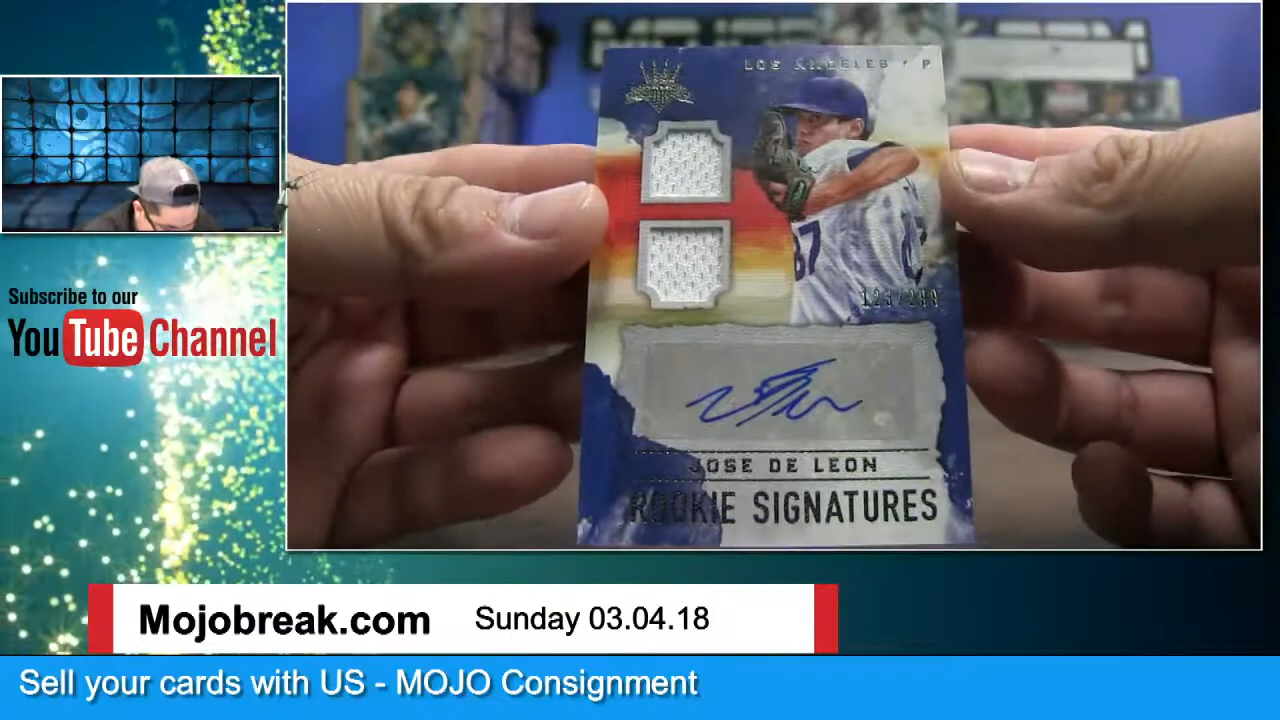 LOS ANGELES / P
87
JOSE DE LEON
ROOKIE SIGNATURES
Subscribe to our
YouTube Channel
Mojobreak.com
Sunday 03.04.18
Sell your cards with US - MOJO Consignment